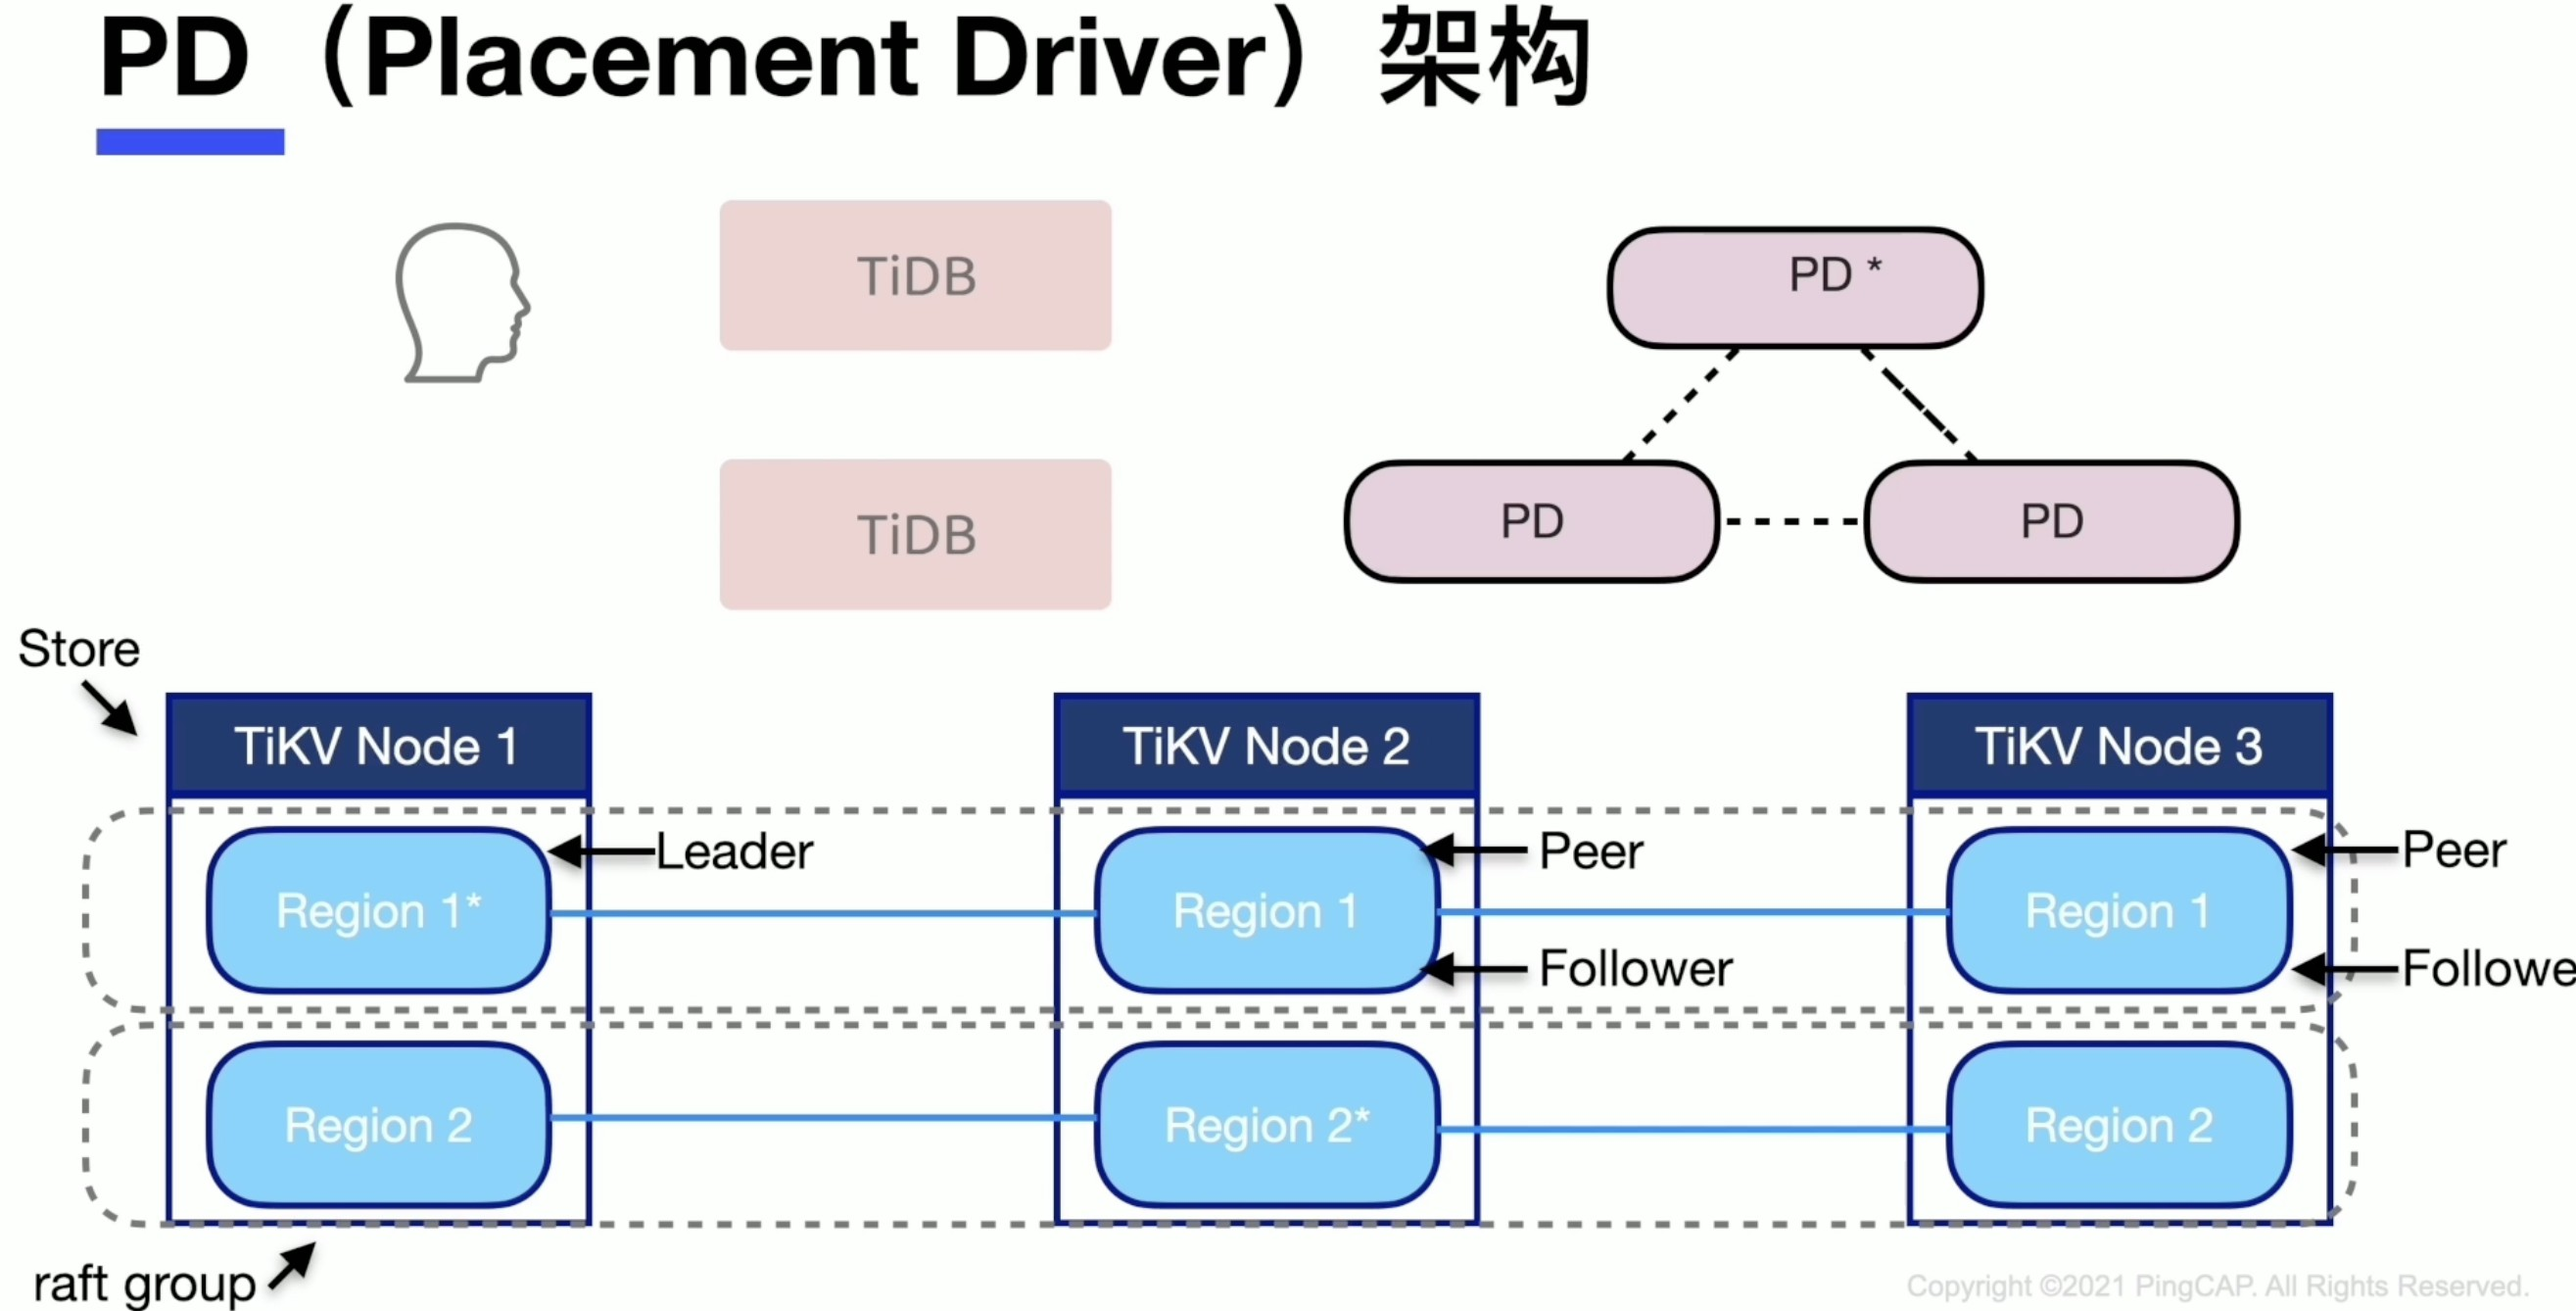 PD（Placement Driver）架构
TiDB
PD *
TiDB
PD
PD
Store
TiKV Node 1
TiKV Node 2
TiKV Node 3
Leader
Peer
Peer
Region 1*
Region 1
Region 1
Follower
Followe
Region 2
Region 2*
Region 2
raft group
Copyright ©2021 PingCAP. All Rights Reserved.